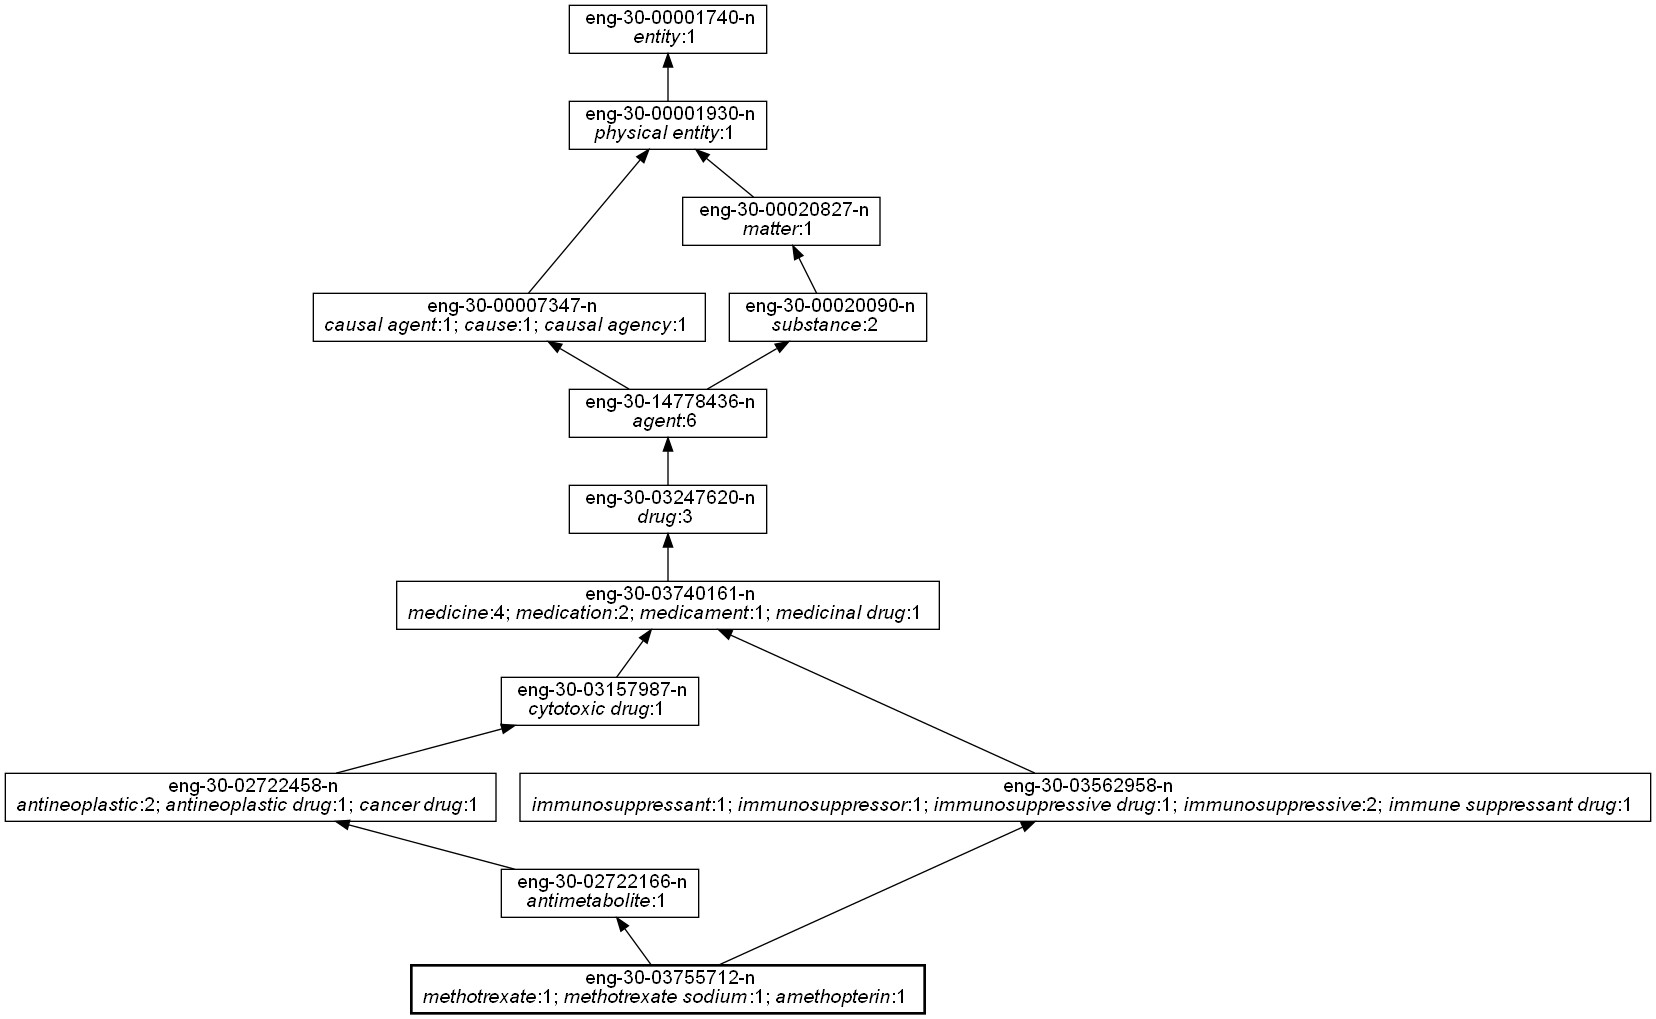 eng-30-00001740-n
entity:1
eng-30-00001930-n
physical entity:1
eng-30-00020827-n
matter:1
eng-30-00007347-n
causal agent:1; cause:1; causal agency:1
eng-30-00020090-n
substance:2
eng-30-14778436-n
agent:6
eng-30-03247620-n
drug:3
eng-30-03740161-n
medicine:4; medication:2; medicament:1; medicinal drug:1
eng-30-03157987-n
cytotoxic drug:1
eng-30-02722458-n
antineoplastic:2; antineoplastic drug:1; cancer drug:1
eng-30-03562958-n
immunosuppressant:1; immunosuppressor:1; immunosuppressive drug:1; immunosuppressive:2; immune suppressant drug:1
eng-30-02722166-n
antimetabolite:1
eng-30-03755712-n
methotrexate:1; methotrexate sodium:1; amethopterin:1